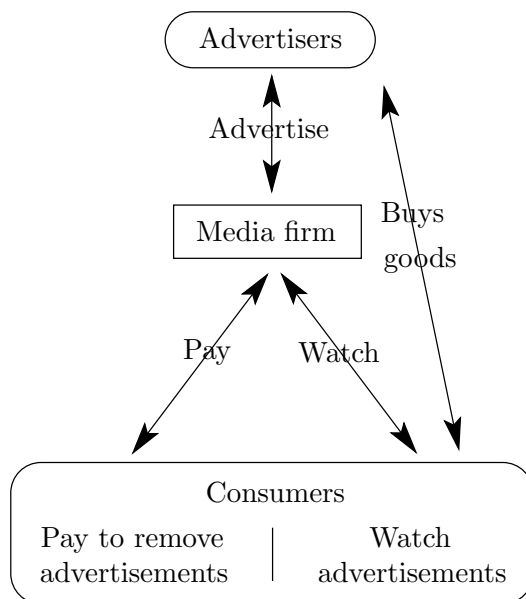 Advertisers
Advertise
Media firm
Buys
goods
Pay
Watch
Consumers
Pay to remove
advertisements
Watch
advertisements